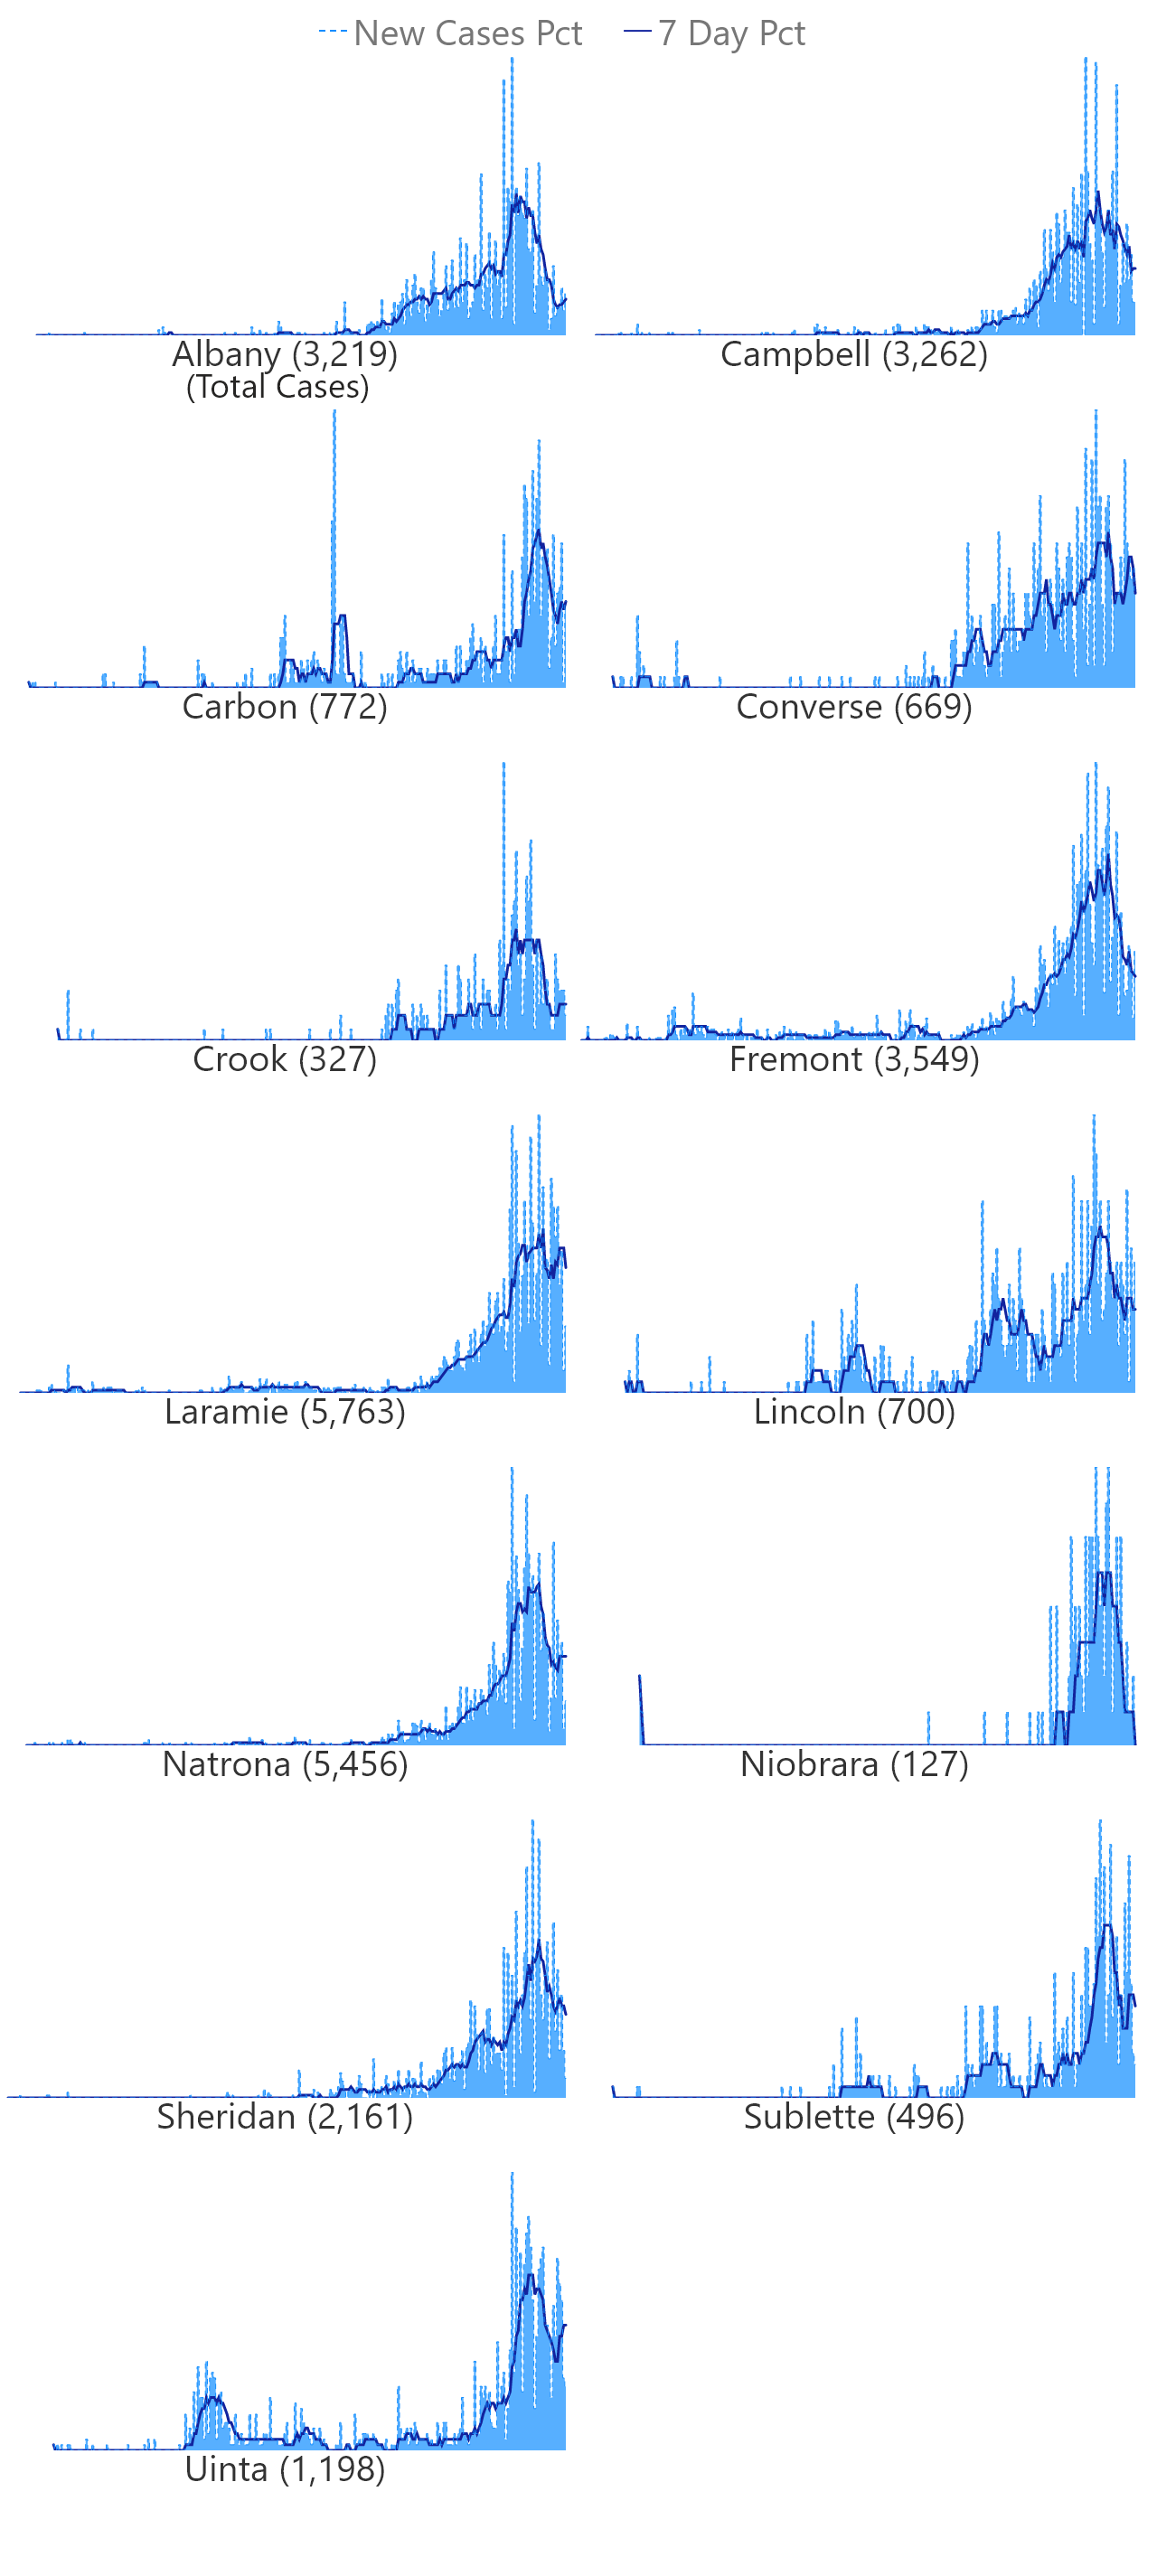 New Cases Pct 7 Day Pct
Albany (3,219) Campbell (3,262)
(Total Cases)
Carbon (772) Converse (669)
Crook (327) Fremont (3,549)
Laramie (5,763) Lincoln (700)
Natrona (5,456) Niobrara (127)
Sheridan (2,161) Sublette (496)
Uinta (1,198)